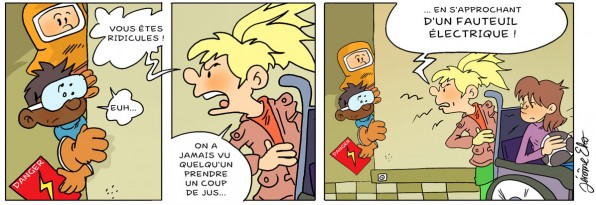 VOUS ÊTES
RIDICULES !
EUH...
DANGER
ON A
JAMAIS VU
QUELQU'UN
PRENDRE
UN COUP
DE JUS...
... EN S'APPROCHANT
D'UN FAUTEUIL
ÉLECTRIQUE !
DANGER